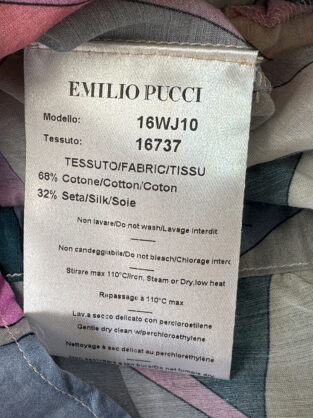 EMILIO PUCCI
Modello: 16WJ10
Tessuto: 16737
TESSUTO/FABRIC/TISSU
68% Cotone/Cotton/Coton
32% Seta/Silk/Soie
Non lavare/Do not wash/Lavage interdit
Non candeggiabile/Do not bleach/Chlorage interd
Stirare max 110°C/Iron. Steam or Dry, low heat
Repassage à 110°C max
Lav.a secco delicato con percloroetilene
Gentle dry clean w/perchloroethylene
Nettoyage à sec délicat au perchloréthylène